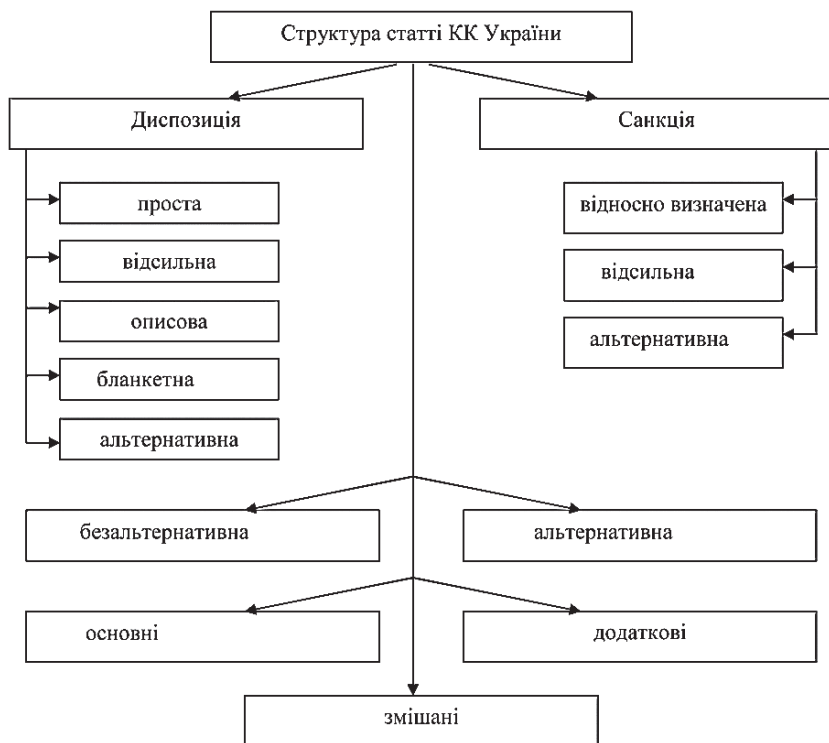 Структура статті КК України
Диспозиція
Санкція
проста
відсильна
описова
бланкетна
альтернативна
відносно визначена
відсильна
альтернативна
безальтернативна
альтернативна
основні
додаткові
змішані